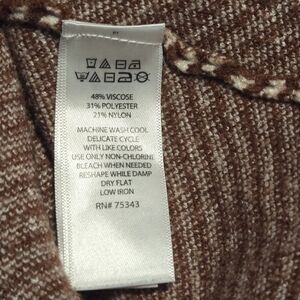 48% VISCOSE
31% POLYESTER
21% NYLON
MACHINE WASH COOL
DELICATE CYCLE
WITH LIKE COLORS
USE ONLY NON-CHLORINE
BLEACH WHEN NEEDED
RESHAPE WHILE DAMP
DRY FLAT
LOW IRON
RN# 75343